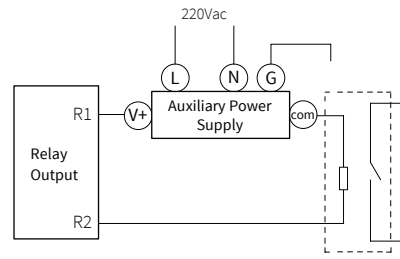 220Vac
L
N
G
R1
V+
Auxiliary Power
Supply
com
Relay
Output
R2